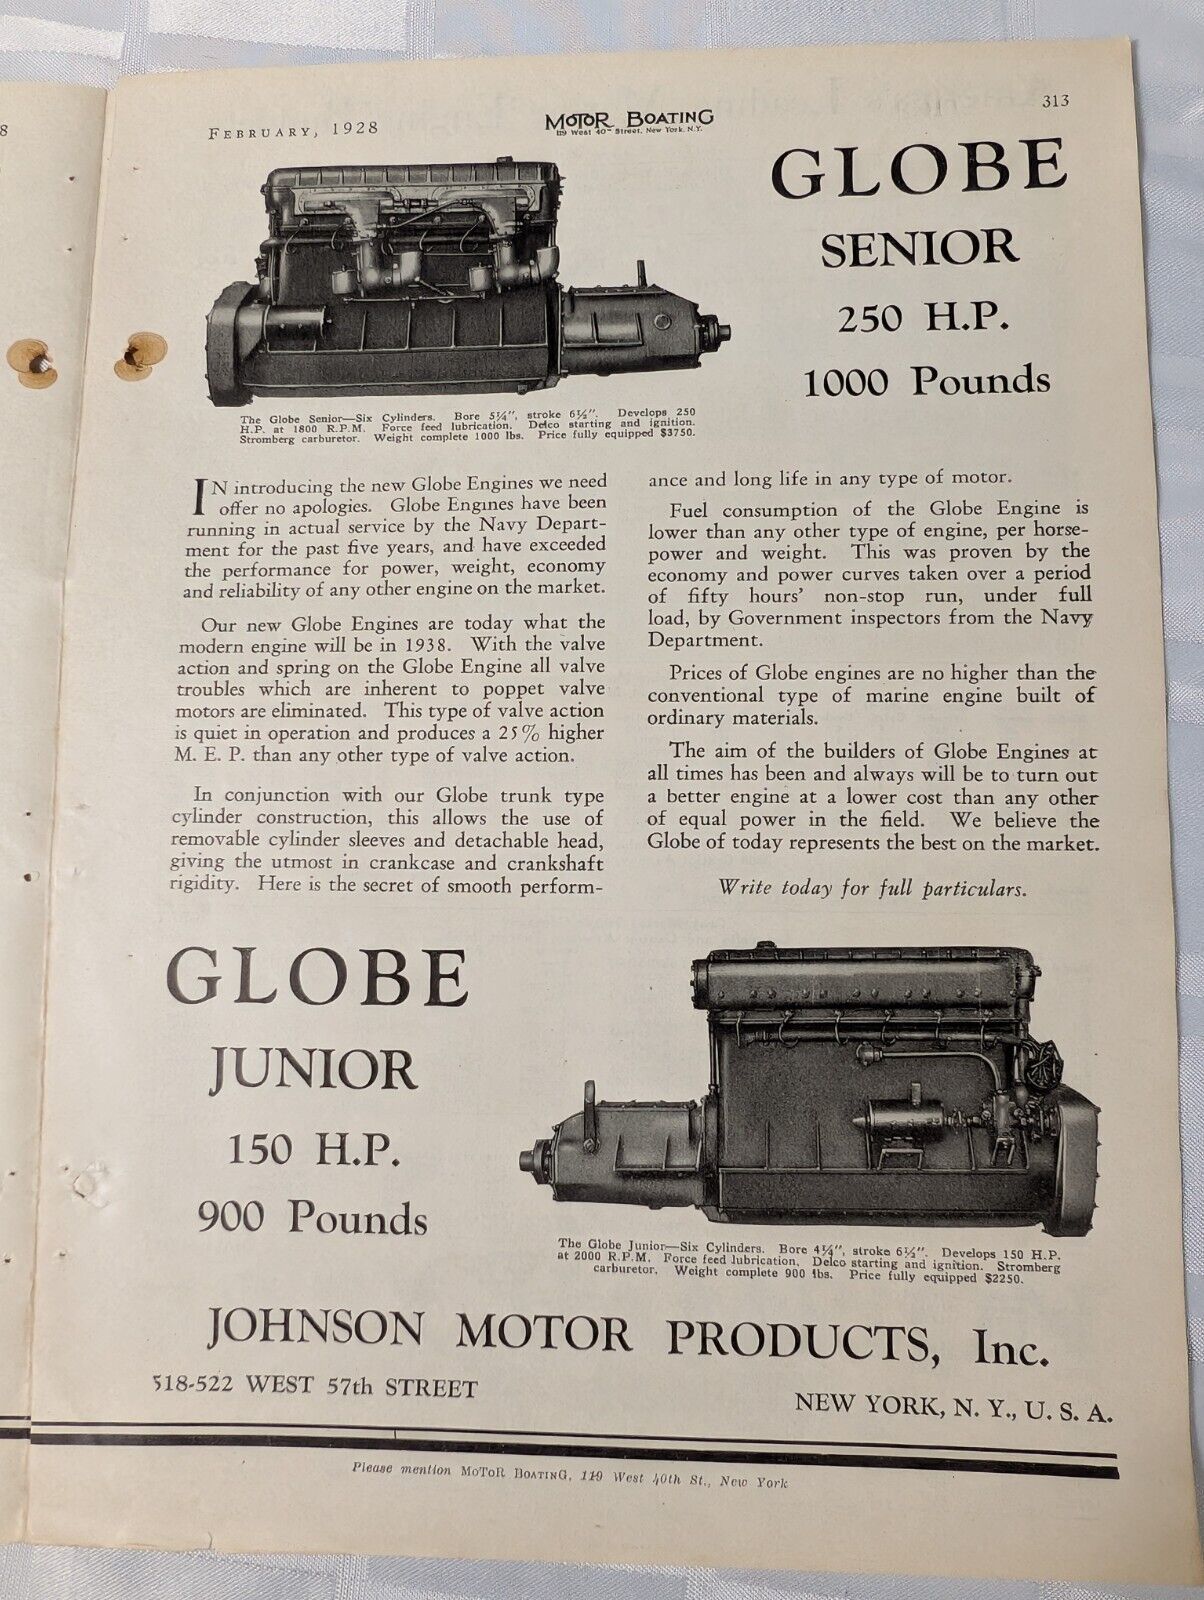 8
FEBRUARY, 1928
MOTOR BOATING
119 West 40th Street, New York, N.Y.
313
GLOBE
SENIOR
250 H.P.
1000 Pounds
The Globe Senior—Six Cylinders. Bore 5¼", stroke 6½". Develops 250
H.P. at 1800 R.P.M. Force feed lubrication. Delco starting and ignition.
Stromberg carburetor. Weight complete 1000 lbs. Price fully equipped $3750.
IN introducing the new Globe Engines we need
offer no apologies. Globe Engines have been
running in actual service by the Navy Depart-
ment for the past five years, and have exceeded
the performance for power, weight, economy
and reliability of any other engine on the market.
Our new Globe Engines are today what the
modern engine will be in 1938. With the valve
action and spring on the Globe Engine all valve
troubles which are inherent to poppet valve
motors are eliminated. This type of valve action
is quiet in operation and produces a 25% higher
M. E. P. than any other type of valve action.
In conjunction with our Globe trunk type
cylinder construction, this allows the use of
removable cylinder sleeves and detachable head,
giving the utmost in crankcase and crankshaft
rigidity. Here is the secret of smooth perform-
ance and long life in any type of motor.
Fuel consumption of the Globe Engine is
lower than any other type of engine, per horse-
power and weight. This was proven by the
economy and power curves taken over a period
of fifty hours' non-stop run, under full
load, by Government inspectors from the Navy
Department.
Prices of Globe engines are no higher than the
conventional type of marine engine built of
ordinary materials.
The aim of the builders of Globe Engines at
all times has been and always will be to turn out
a better engine at a lower cost than any other
of equal power in the field. We believe the
Globe of today represents the best on the market.
Write today for full particulars.
GLOBE
JUNIOR
150 H.P.
900 Pounds
The Globe Junior—Six Cylinders. Bore 4¼", stroke 6½". Develops 150 H.P.
at 2000 R.P.M. Force feed lubrication. Delco starting and ignition. Stromberg
carburetor. Weight complete 900 lbs. Price fully equipped $2250.
JOHNSON MOTOR PRODUCTS, Inc.
518-522 WEST 57th STREET
NEW YORK, N. Y., U. S. A.
Please mention MOTOR BOATING, 119 West 40th St., New York